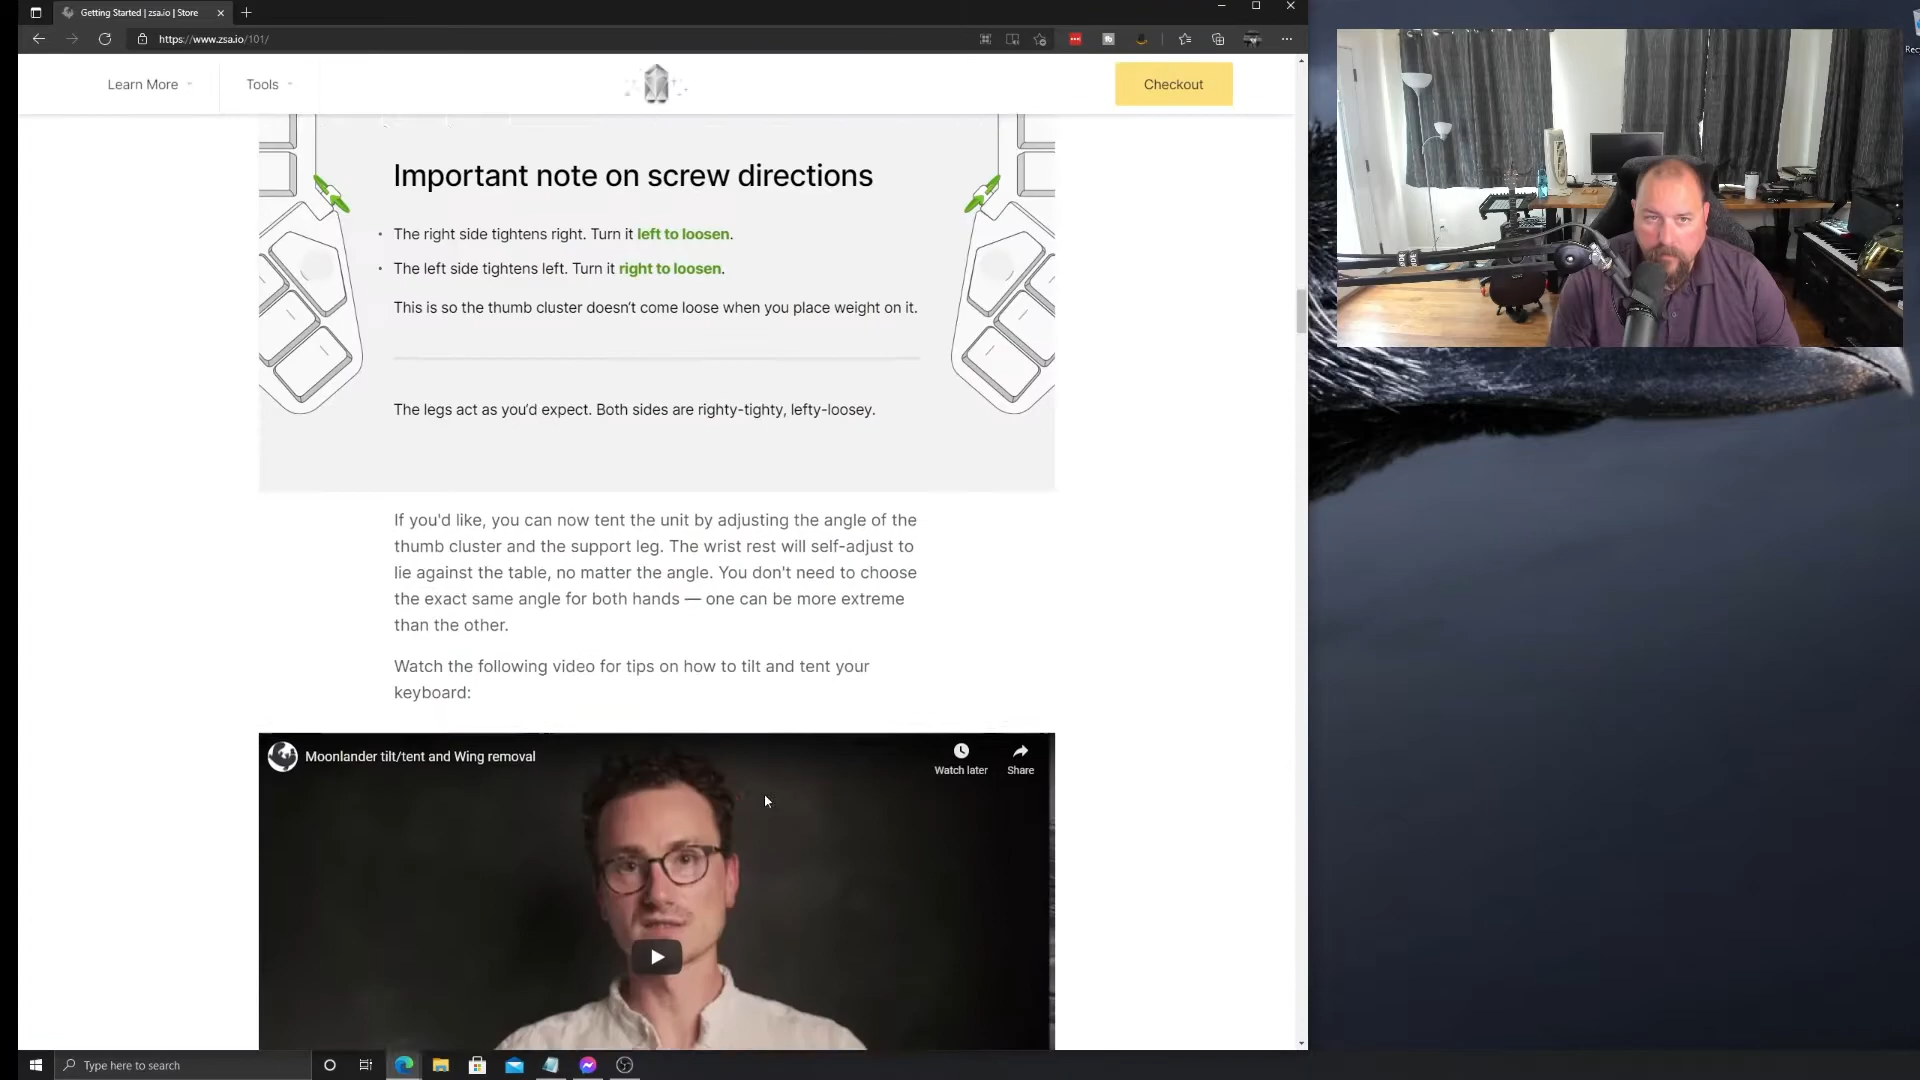 Getting Started | zsa.io | Store
https://www.zsa.io/101/
Learn More
Tools
Checkout
Important note on screw directions
• The right side tightens right. Turn it left to loosen.
• The left side tightens left. Turn it right to loosen.
This is so the thumb cluster doesn’t come loose when you place weight on it.
The legs act as you’d expect. Both sides are righty-tighty, lefty-loosey.
If you'd like, you can now tent the unit by adjusting the angle of the
thumb cluster and the support leg. The wrist rest will self-adjust to
lie against the table, no matter the angle. You don't need to choose
the exact same angle for both hands — one can be more extreme
than the other.
Watch the following video for tips on how to tilt and tent your
keyboard:
Moonlander tilt/tent and Wing removal
Watch later
Share
Type here to search
RØDE